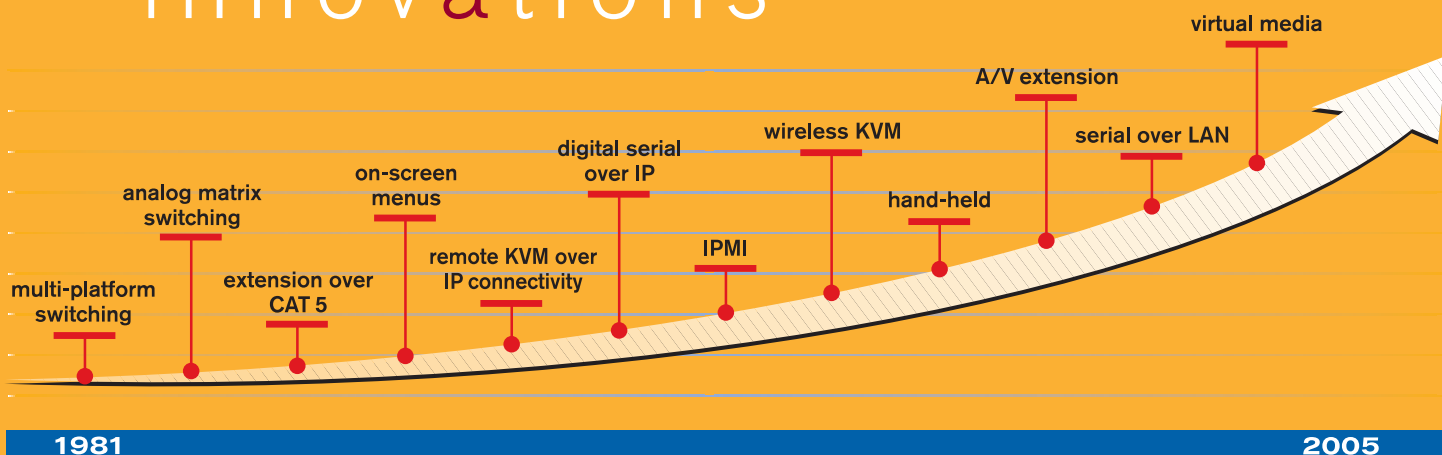 innovations
multi-platform
switching
analog matrix
switching
extension over
CAT 5
on-screen
menus
remote KVM over
IP connectivity
digital serial
over IP
IPMI
wireless KVM
hand-held
A/V extension
serial over LAN
virtual media
1981
2005